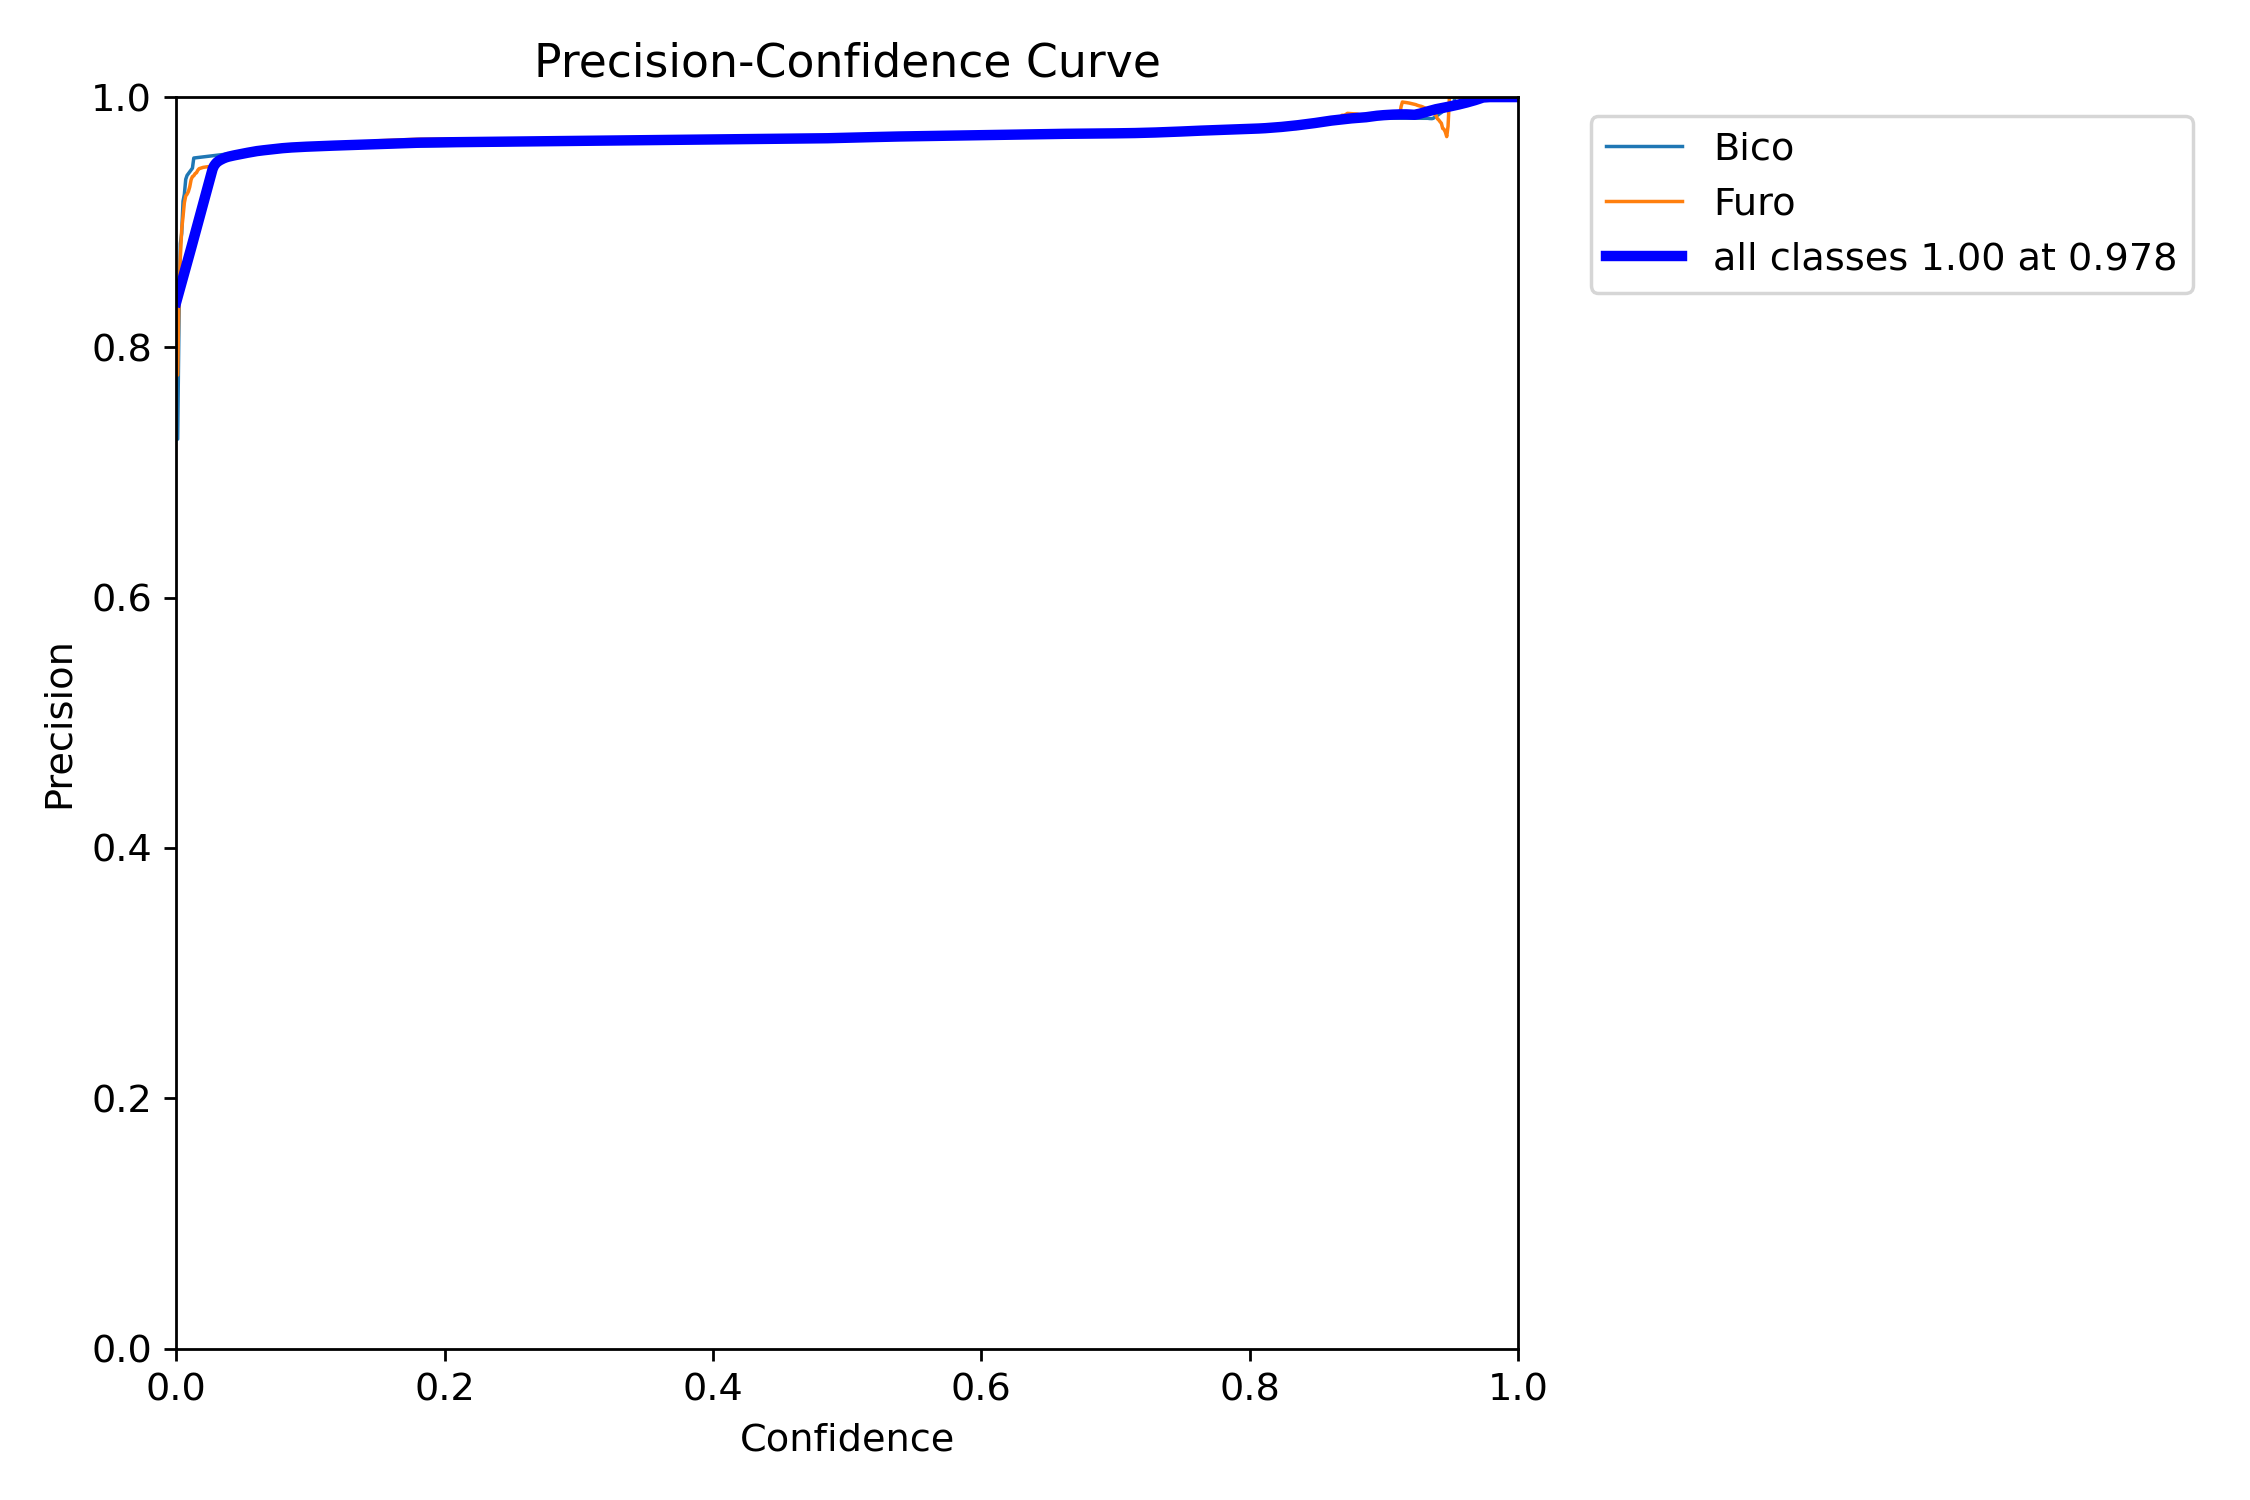 Precision-Confidence Curve
1.0
0.8
0.6
0.4
0.2
0.0
Precision
0.0 0.2 0.4 0.6 0.8 1.0
Confidence
Bico
Furo
all classes 1.00 at 0.978